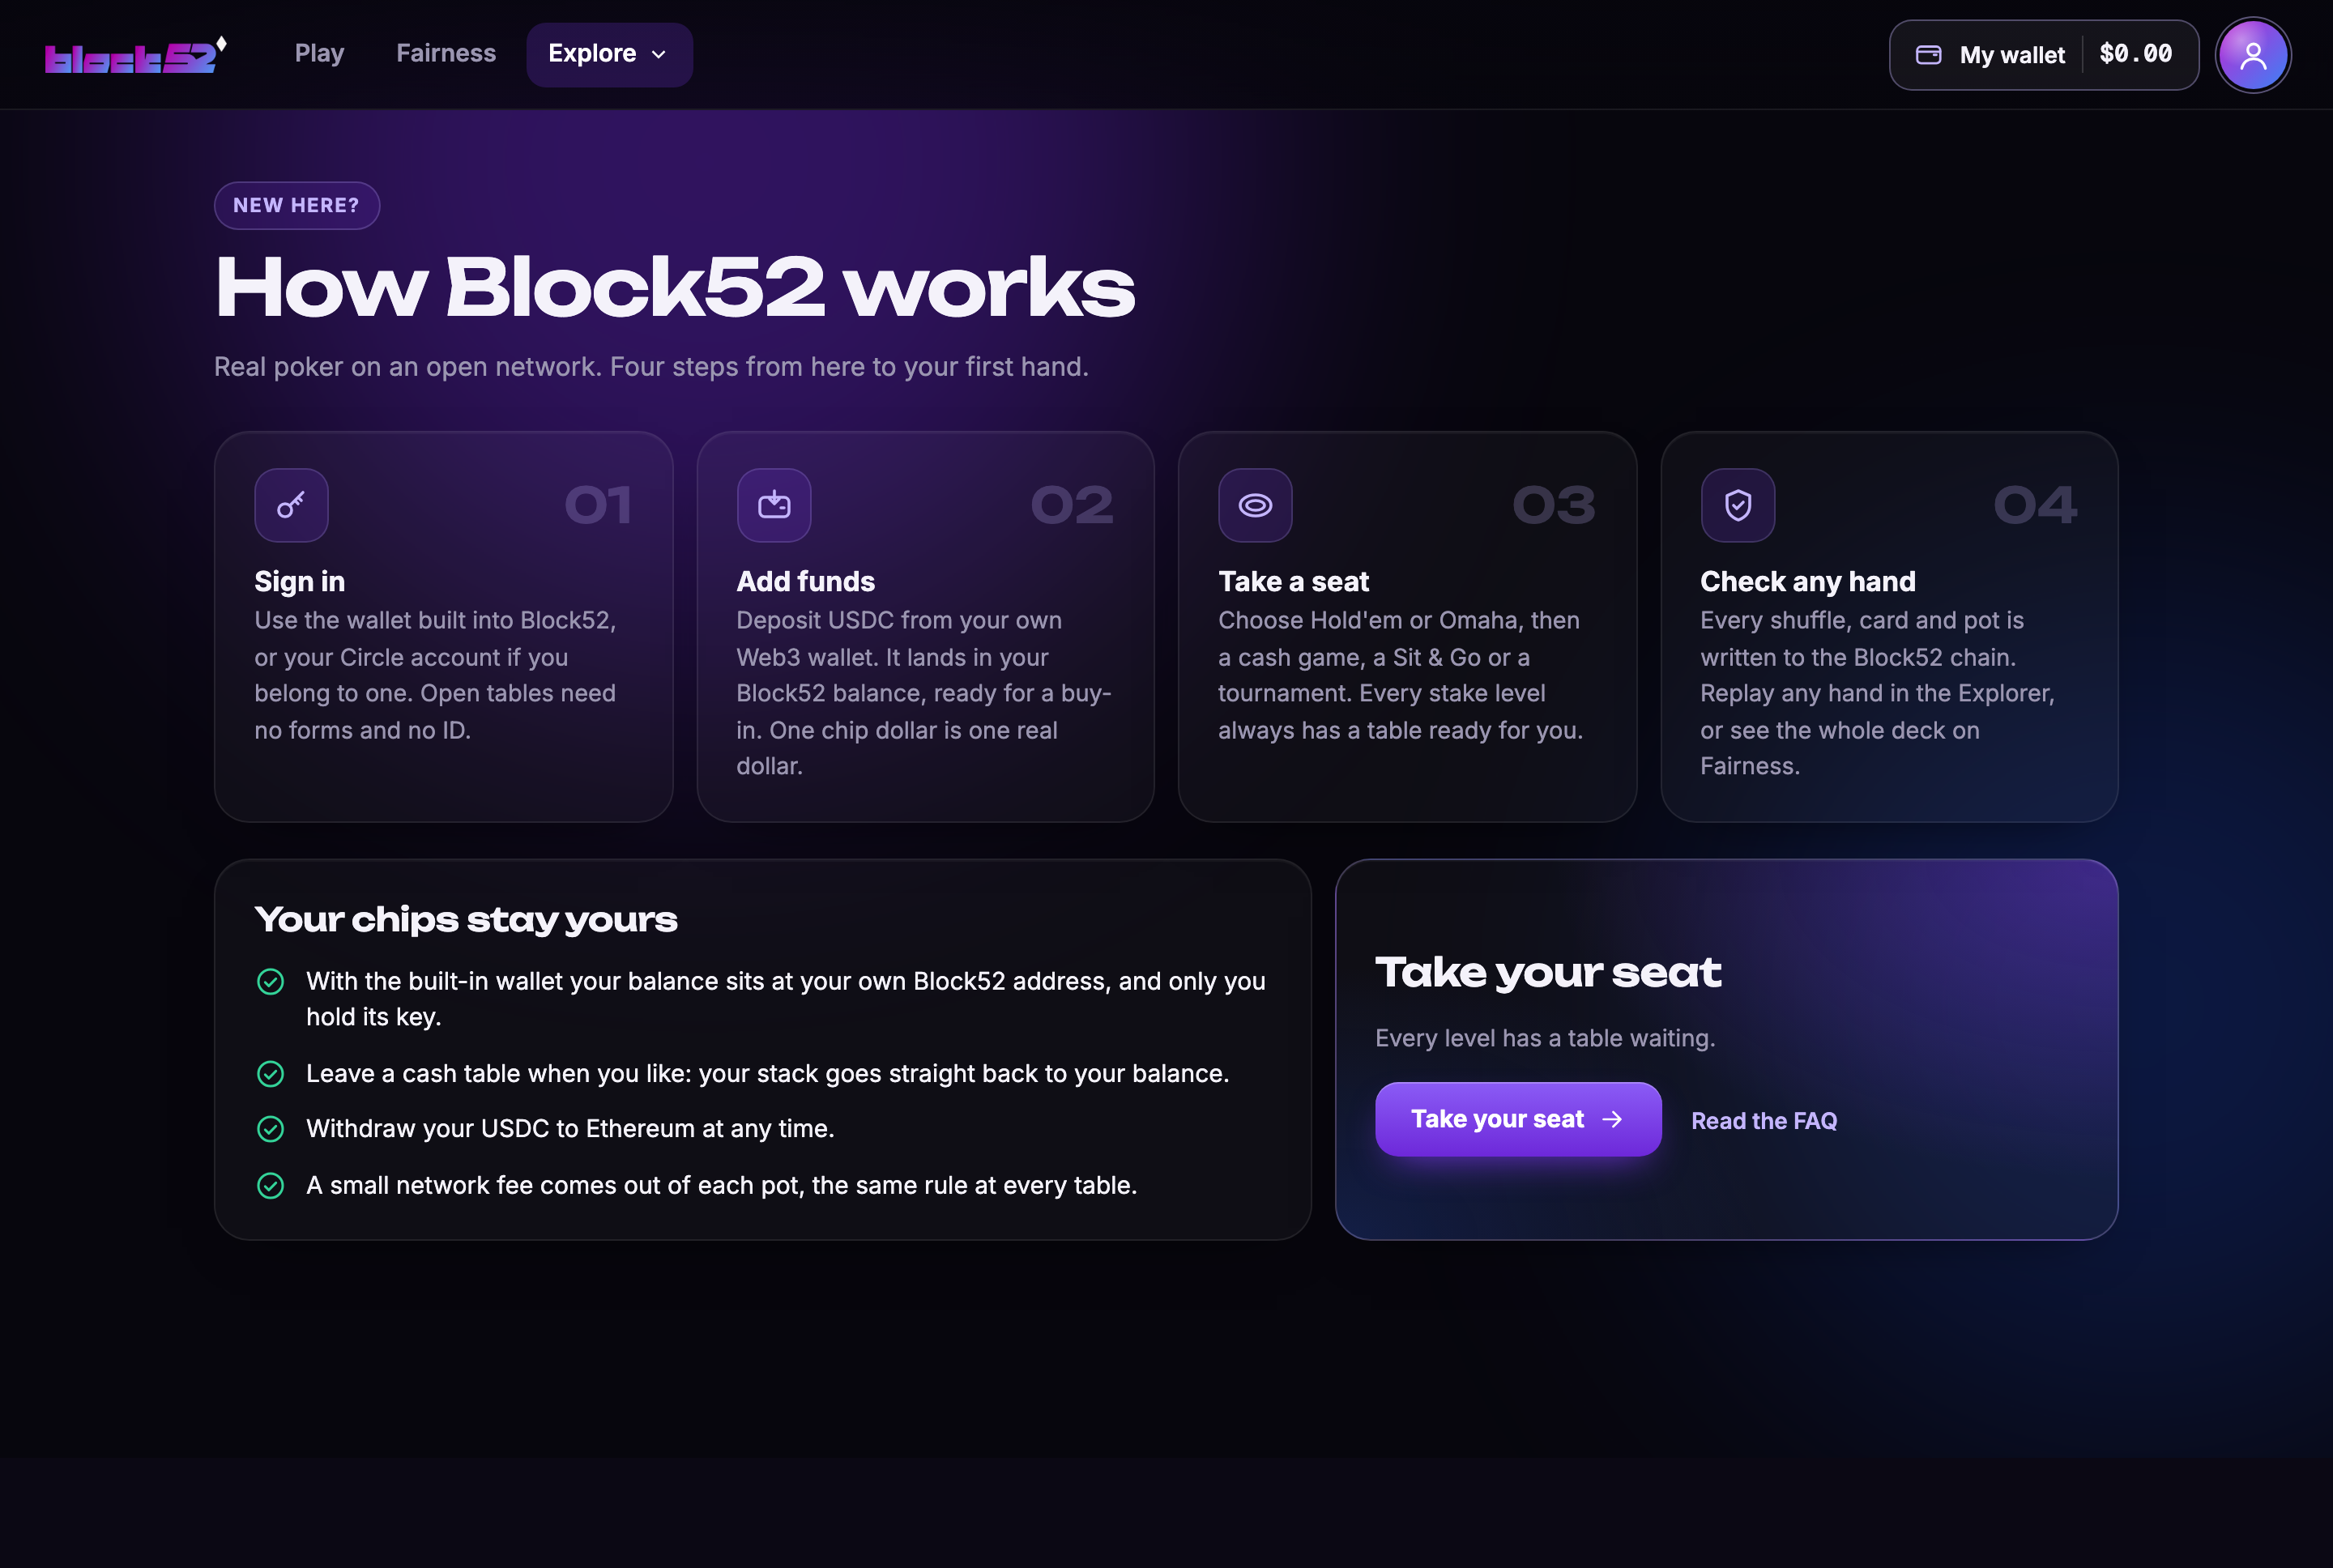 block52
Play
Fairness
Explore
My wallet
$0.00
NEW HERE?
How Block52 works
Real poker on an open network. Four steps from here to your first hand.
01
Sign in
Use the wallet built into Block52,
or your Circle account if you
belong to one. Open tables need
no forms and no ID.
02
Add funds
Deposit USDC from your own
Web3 wallet. It lands in your
Block52 balance, ready for a buy-
in. One chip dollar is one real
dollar.
03
Take a seat
Choose Hold'em or Omaha, then
a cash game, a Sit & Go or a
tournament. Every stake level
always has a table ready for you.
04
Check any hand
Every shuffle, card and pot is
written to the Block52 chain.
Replay any hand in the Explorer,
or see the whole deck on
Fairness.
Your chips stay yours
With the built-in wallet your balance sits at your own Block52 address, and only you
hold its key.
Leave a cash table when you like: your stack goes straight back to your balance.
Withdraw your USDC to Ethereum at any time.
A small network fee comes out of each pot, the same rule at every table.
Take your seat
Every level has a table waiting.
Take your seat
Read the FAQ